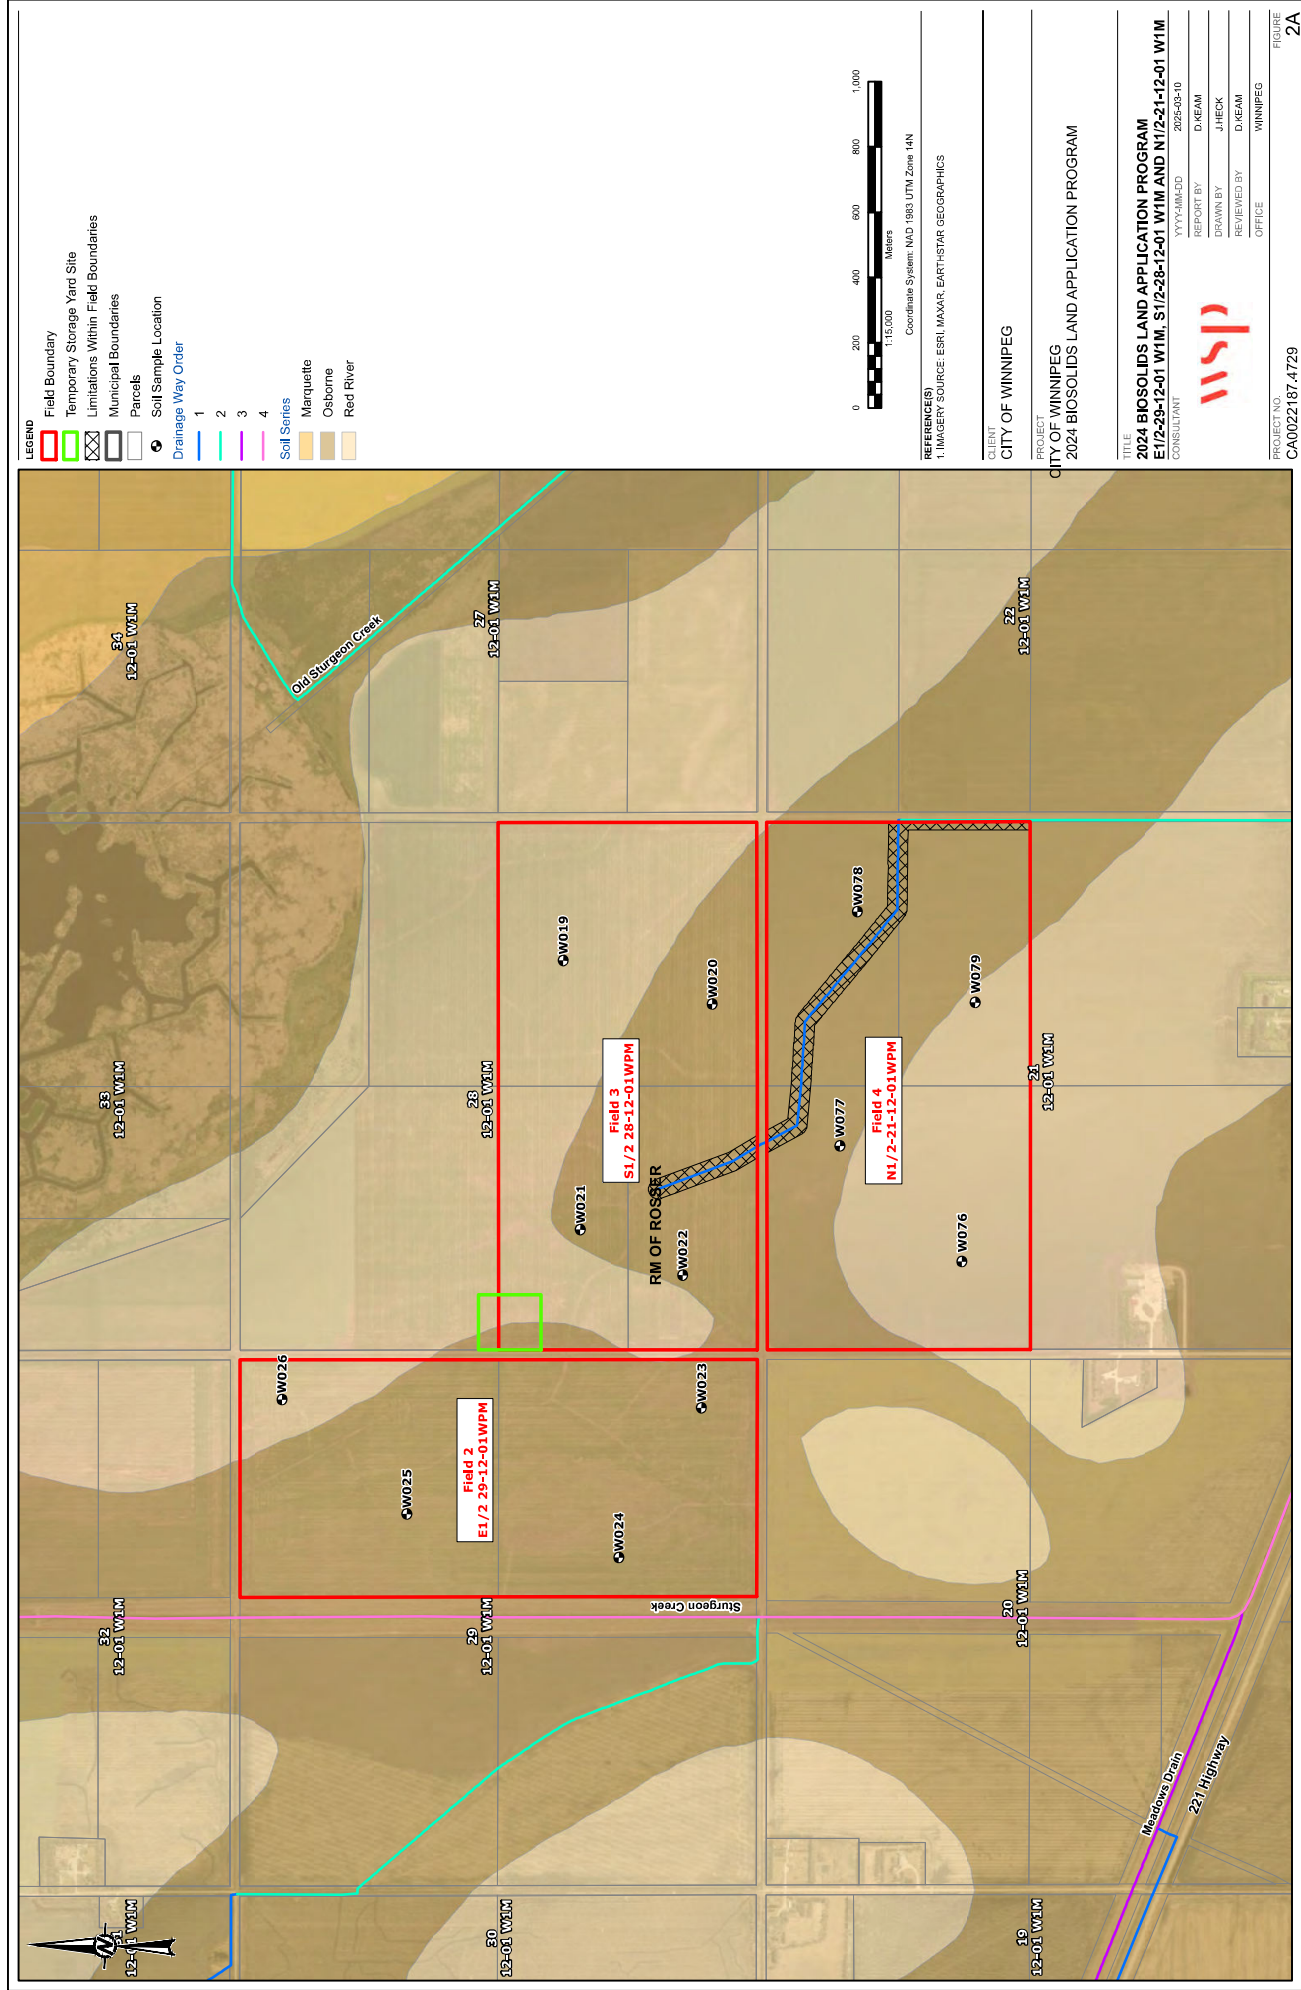 LEGEND
Field Boundary
Temporary Storage Yard Site
Limitations Within Field Boundaries
Municipal Boundaries
Parcels
Soil Sample Location
Drainage Way Order
1
2
3
4
Soil Series
Marquette
Osborne
Red River
0 200 400 600 800 1,000
1:15,000 Meters
Coordinate System: NAD 1983 UTM Zone 14N
REFERENCE(S)
1. IMAGERY SOURCE: ESRI, MAXAR, EARTHSTAR GEOGRAPHICS
CLIENT
CITY OF WINNIPEG
PROJECT
CITY OF WINNIPEG
2024 BIOSOLIDS LAND APPLICATION PROGRAM
TITLE
2024 BIOSOLIDS LAND APPLICATION PROGRAM
E1/2-29-12-01 W1M, S1/2-28-12-01 W1M AND N1/2-21-12-01 W1M
CONSULTANT
wsp
YYYY-MM-DD 2025-03-10
REPORT BY D.KEAM
DRAWN BY J.HECK
REVIEWED BY D.KEAM
OFFICE WINNIPEG
PROJECT NO.
CA0022187.4729
FIGURE
2A
N
12-01 W1M
32
12-01 W1M
33
12-01 W1M
34
12-01 W1M
Old Sturgeon Creek
30
12-01 W1M
29
12-01 W1M
28
12-01 W1M
27
12-01 W1M
W026
W025
Field 2
E1/2 29-12-01WPM
W024
W023
Sturgeon Creek
W019
W021
Field 3
S1/2 28-12-01WPM
RM OF ROSSER
W022
W020
W078
W077
Field 4
N1/2-21-12-01WPM
W076
W079
19
12-01 W1M
20
12-01 W1M
21
12-01 W1M
22
12-01 W1M
Meadows Drain
221 Highway